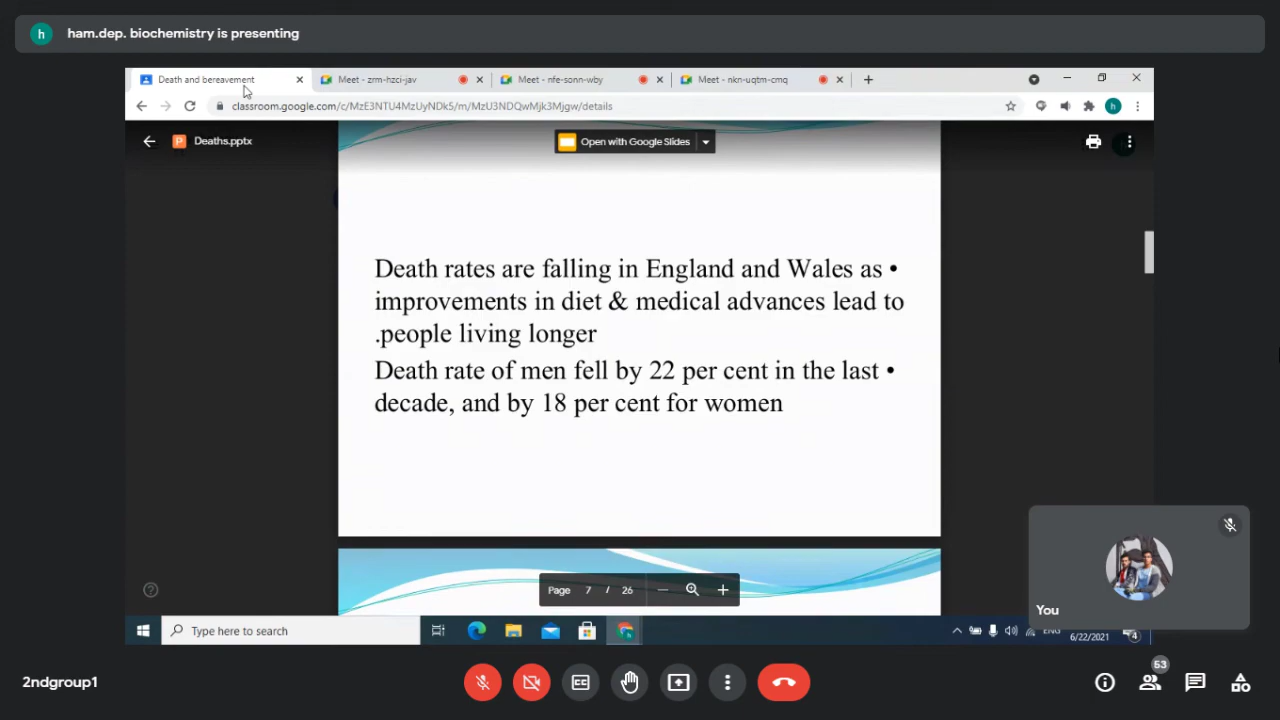 h ham.dep. biochemistry is presenting
Death and bereavement
Meet - zrm-hzci-jav
Meet - nfe-sonn-wby
Meet - nkn-uqtm-cmq
classroom.google.com/c/MzE3NTU4MzUyNDk5/m/MzU3NDQwMjk3Mjgw/details
h
P Deaths.pptx
Open with Google Slides
Death rates are falling in England and Wales as •
improvements in diet & medical advances lead to
.people living longer
Death rate of men fell by 22 per cent in the last •
decade, and by 18 per cent for women
Page 7 / 26
You
Type here to search
ENG
6/22/2021
4
2ndgroup1
CC
53